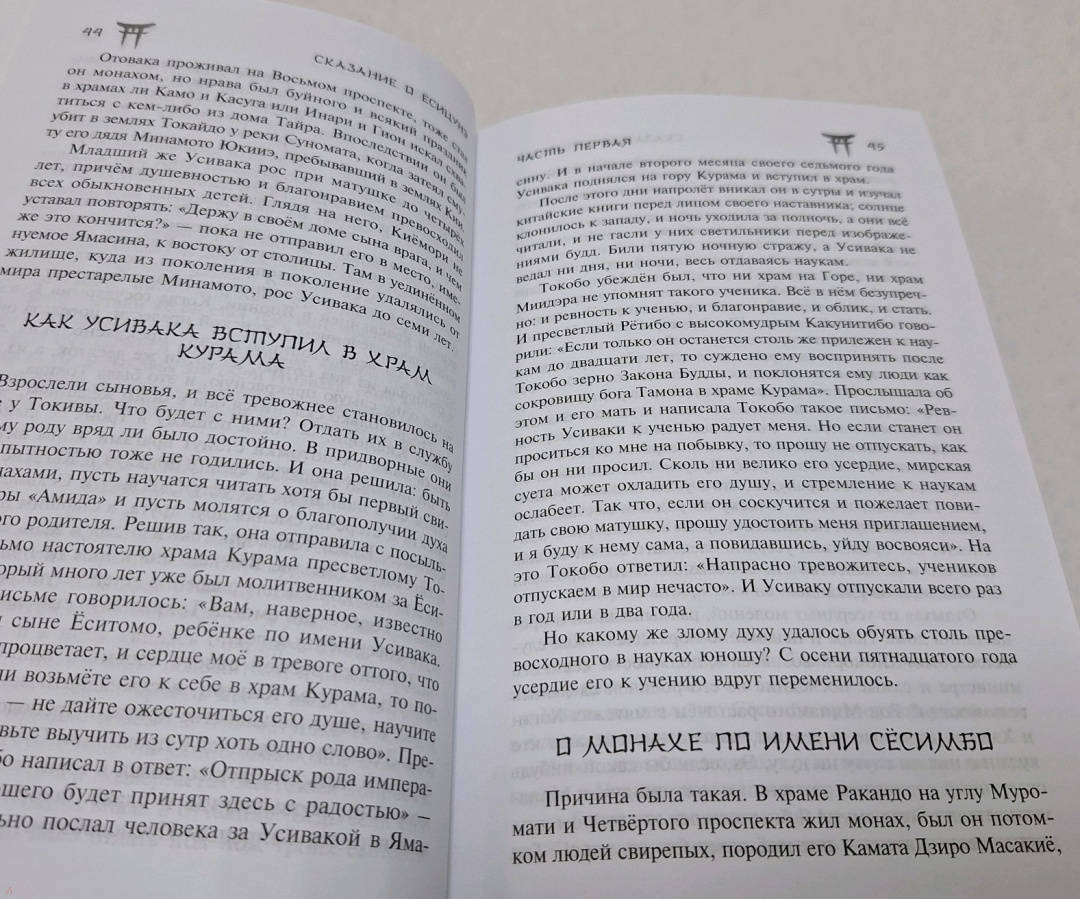 44
СКАЗАНИЕ О ЁСИЦУНЭ
Отовака проживал на Восьмом проспекте, тоже стал
он монахом, но нрава был буйного и всякий праздник
в храмах ли Камо и Касуга или Инари и Гион искал схва-
титься с кем-либо из дома Тайра. Впоследствии он был
убит в землях Токайдо у реки Суномата, когда затеял сму-
ту его дядя Минамото Юкииэ, пребывавший в землях Кии.
Младший же Усивака рос при матушке до четырёх
лет, причём душевностью и благонравием превосходил
всех обыкновенных детей. Глядя на него, Киёмори не
уставал повторять: «Держу в своём доме сына врага, и чем
же это кончится?» — пока не отправил его в место, име-
нуемое Ямасина, к востоку от столицы. Там в уединённом
жилище, куда из поколения в поколение удалялись от
мира престарелые Минамото, рос Усивака до семи лет.
КАК УСИВАКА ВСТУПИЛ В ХРАМ
КУРАМА
Взрослели сыновья, и всё тревожнее становилось на
е у Токивы. Что будет с ними? Отдать их в службу
му роду вряд ли было достойно. В придворные они
пытностью тоже не годились. И она решила: быть
нахами, пусть научатся читать хотя бы первый сви-
ры «Амида» и пусть молятся о благополучии духа
ого родителя. Решив так, она отправила с посыль-
ьмо настоятелю храма Курама пресветлому То-
орый много лет уже был молитвенником за Ёси-
исьме говорилось: «Вам, наверное, известно
и сыне Ёситомо, ребёнке по имени Усивака.
процветает, и сердце моё в тревоге оттого, что
ли возьмёте его к себе в храм Курама, то по-
— не дайте ожесточиться его душе, научите
вьте выучить из сутр хоть одно слово». Пре-
бо написал в ответ: «Отпрыск рода импера-
ошего будет принят здесь с радостью» —
ьно послал человека за Усивакой в Яма-
ЧАСТЬ ПЕРВАЯ
45
сину. И в начале второго месяца своего седьмого года
Усивака поднялся на гору Курама и вступил в храм.
После этого дни напролёт вникал он в сутры и изучал
китайские книги перед лицом своего наставника; солнце
клонилось к западу, и ночь уходила за полночь, а они всё
читали, и не гасли у них светильники перед изображе-
ниями будд. Били пятую ночную стражу, а Усивака не
ведал ни дня, ни ночи, весь отдаваясь наукам.
Токобо убеждён был, что ни храм на Горе, ни храм
Миидэра не упомнят такого ученика. Всё в нём безупреч-
но: и ревность к ученью, и благонравие, и облик, и стать.
И пресветлый Рётибо с высокомудрым Какунитибо гово-
рили: «Если только он останется столь же прилежен к нау-
кам до двадцати лет, то суждено ему воспринять после
Токобо зерно Закона Будды, и поклонятся ему люди как
сокровищу бога Тамона в храме Курама». Прослышала об
этом и его мать и написала Токобо такое письмо: «Рев-
ность Усиваки к ученью радует меня. Но если станет он
проситься ко мне на побывку, то прошу не отпускать, как
бы он ни просил. Сколь ни велико его усердие, мирская
суета может охладить его душу, и стремление к наукам
ослабеет. Так что, если он соскучится и пожелает пови-
дать свою матушку, прошу удостоить меня приглашением,
и я буду к нему сама, а повидавшись, уйду восвояси». На
это Токобо ответил: «Напрасно тревожитесь, учеников
отпускаем в мир нечасто». И Усиваку отпускали всего раз
в год или в два года.
Но какому же злому духу удалось обуять столь пре-
восходного в науках юношу? С осени пятнадцатого года
усердие его к учению вдруг переменилось.
О МОНАХЕ ПО ИМЕНИ СЁСИМБО
Причина была такая. В храме Ракандо на углу Муро-
мати и Четвёртого проспекта жил монах, был он потом-
ком людей свирепых, породил его Камата Дзиро Масакиё,